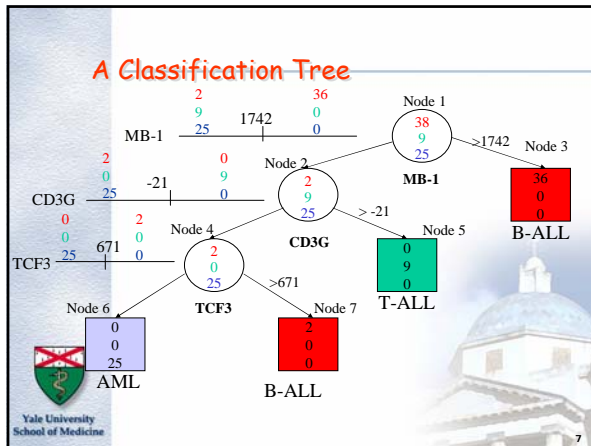 A Classification Tree
2 36
9 0
25 1742 0
MB-1
Node 1
38
9
25
MB-1
>1742
Node 3
36
0
0
B-ALL
2 0
0 9
25 -21 0
CD3G
Node 2
2
9
25
CD3G
> -21
Node 5
0
9
0
T-ALL
0 2
0 0
25 671 0
TCF3
Node 4
2
0
25
TCF3
>671
Node 6
0
0
25
AML
Node 7
2
0
0
B-ALL
Yale University
School of Medicine
7